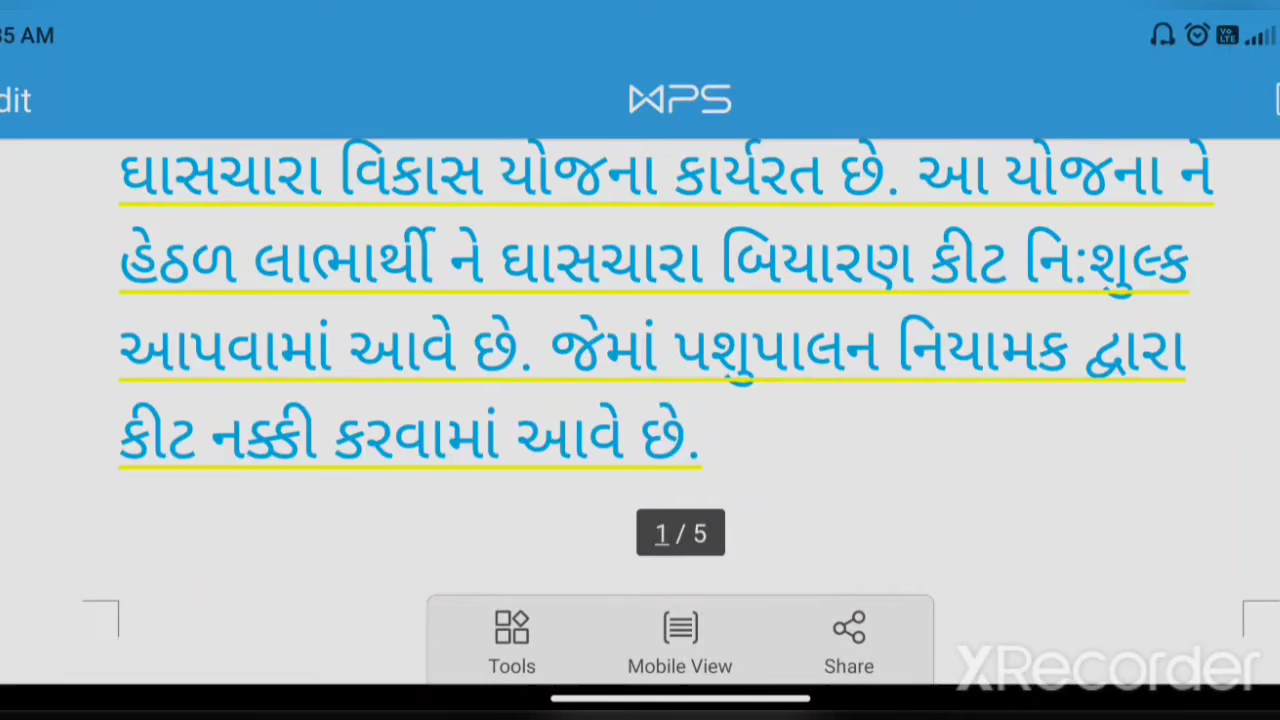 35 AM
dit
WPS
ઘાસચારા વિકાસ યોજના કાર્યરત છે. આ યોજના ને
હેઠળ લાભાર્થી ને ઘાસચારા બિયારણ કીટ નિ:શુલ્ક
આપવામાં આવે છે. જેમાં પશુપાલન નિયામક દ્વારા
કીટ નક્કી કરવામાં આવે છે.
1 / 5
Tools Mobile View Share
XRecorder